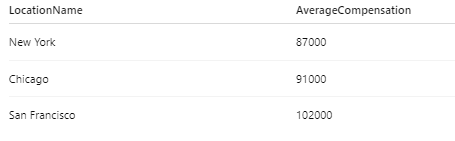 LocationName AverageCompensation
New York 87000
Chicago 91000
San Francisco 102000